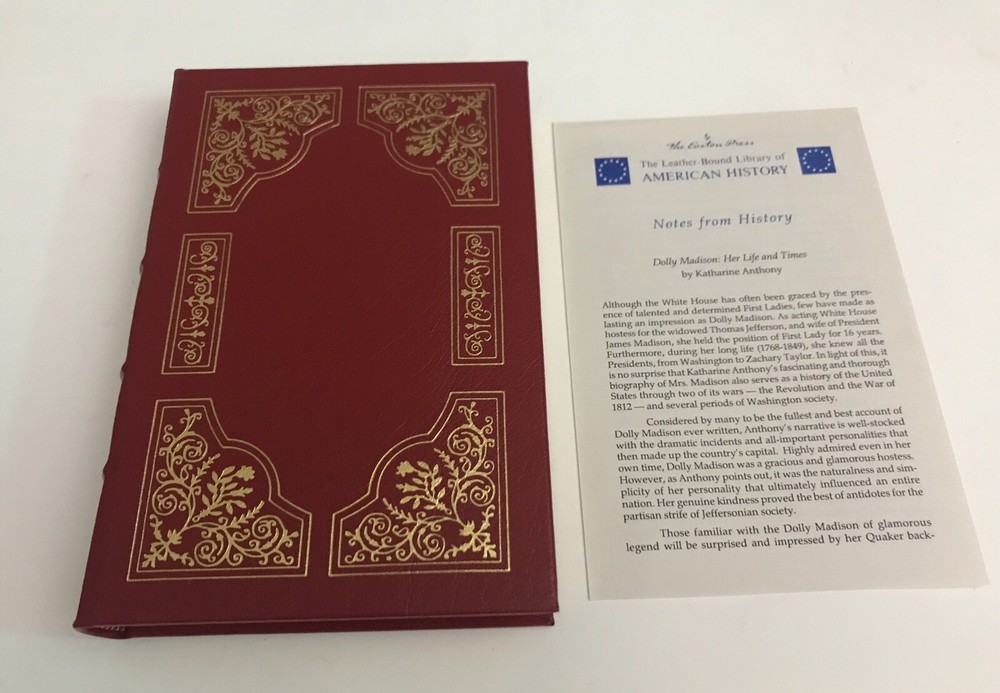 The Easton Press
The Leather-Bound Library of
AMERICAN HISTORY
Notes from History
Dolly Madison: Her Life and Times
by Katharine Anthony
Although the White House has often been graced by the pres-
ence of talented and determined First Ladies, few have made as
lasting an impression as Dolly Madison. As acting White House
hostess for the widowed Thomas Jefferson, and wife of President
James Madison, she held the position of First Lady for 16 years.
Furthermore, during her long life (1768-1849), she knew all the
Presidents, from Washington to Zachary Taylor. In light of this, it
is no surprise that Katharine Anthony's fascinating and thorough
biography of Mrs. Madison also serves as a history of the United
States through two of its wars — the Revolution and the War of
1812 — and several periods of Washington society.
Considered by many to be the fullest and best account of
Dolly Madison ever written, Anthony's narrative is well-stocked
with the dramatic incidents and all-important personalities that
then made up the country's capital. Highly admired even in her
own time, Dolly Madison was a gracious and glamorous hostess.
However, as Anthony points out, it was the naturalness and sim-
plicity of her personality that ultimately influenced an entire
nation. Her genuine kindness proved the best of antidotes for the
partisan strife of Jeffersonian society.
Those familiar with the Dolly Madison of glamorous
legend will be surprised and impressed by her Quaker back-